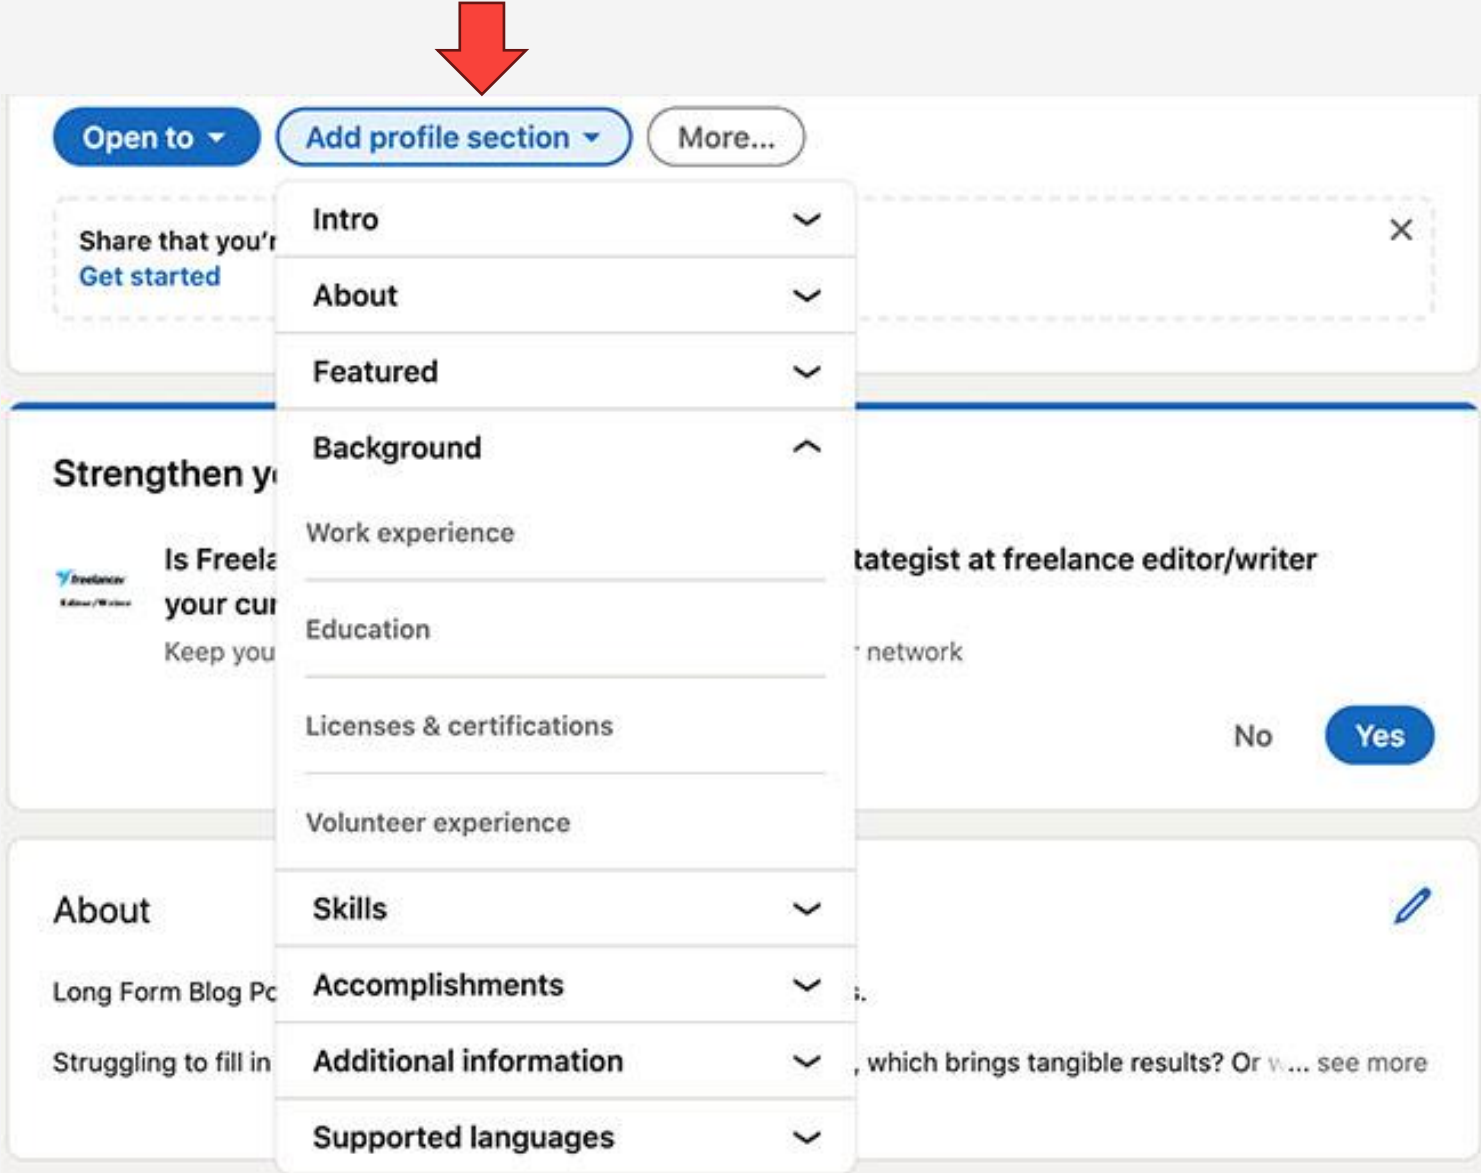 Open to
Add profile section
More...
Intro
Share that you'r
Get started
About
Featured
Background
Strengthen y
Work experience
Is Freela
tategist at freelance editor/writer
your cur
Education
Keep you
network
Licenses & certifications
No
Yes
Volunteer experience
About
Skills
Long Form Blog Po
Accomplishments
s.
Struggling to fill in
Additional information
, which brings tangible results? Or w... see more
Supported languages
freelancer
Editor/Writer